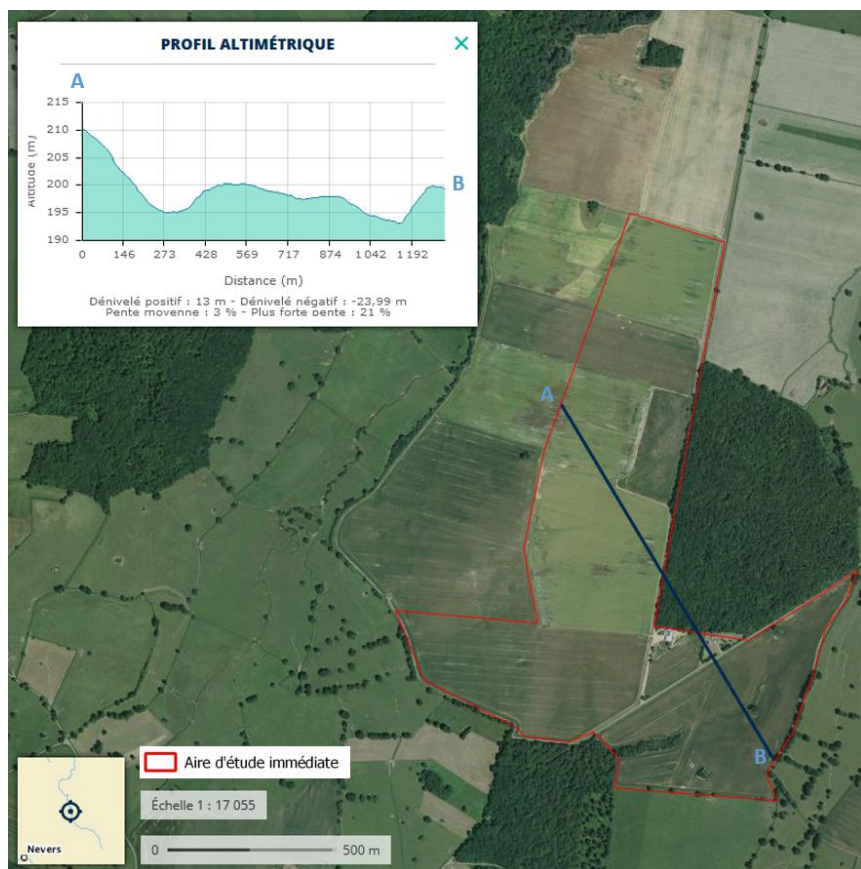 PROFIL ALTIMÉTRIQUE
×
A
215
210
205
200
195
190
Altitude (m)
B
0 146 273 428 569 717 874 1 042 1 192
Distance (m)
Dénivelé positif : 13 m - Dénivelé négatif : -23,99 m
Pente moyenne : 3 % - Plus forte pente : 21 %
A
B
Aire d'étude immédiate
Échelle 1 : 17 055
Nevers
0 500 m